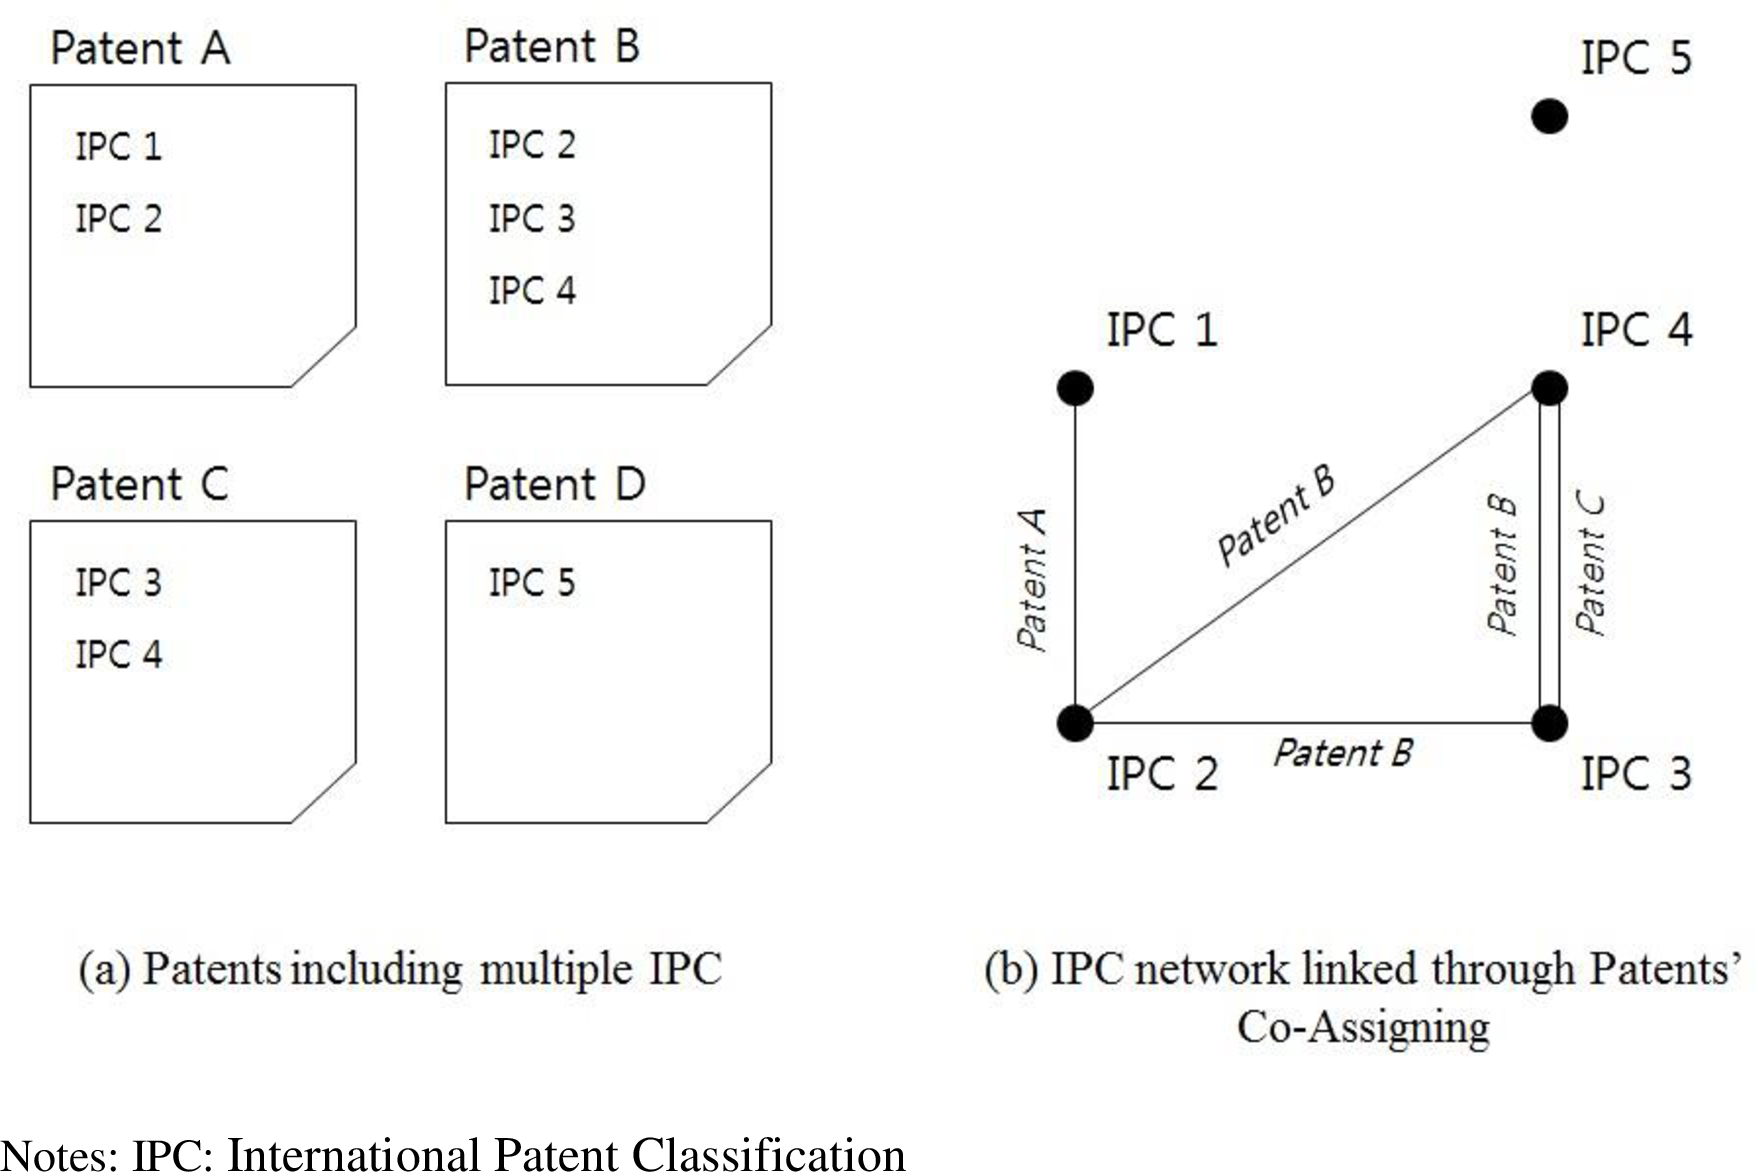 Patent A
IPC 1
IPC 2
Patent B
IPC 2
IPC 3
IPC 4
Patent C
IPC 3
IPC 4
Patent D
IPC 5
(a) Patents including multiple IPC
IPC 5
IPC 1
IPC 4
Patent A
Patent B
Patent B
Patent C
Patent B
IPC 2
IPC 3
(b) IPC network linked through Patents’
Co-Assigning
Notes: IPC: International Patent Classification